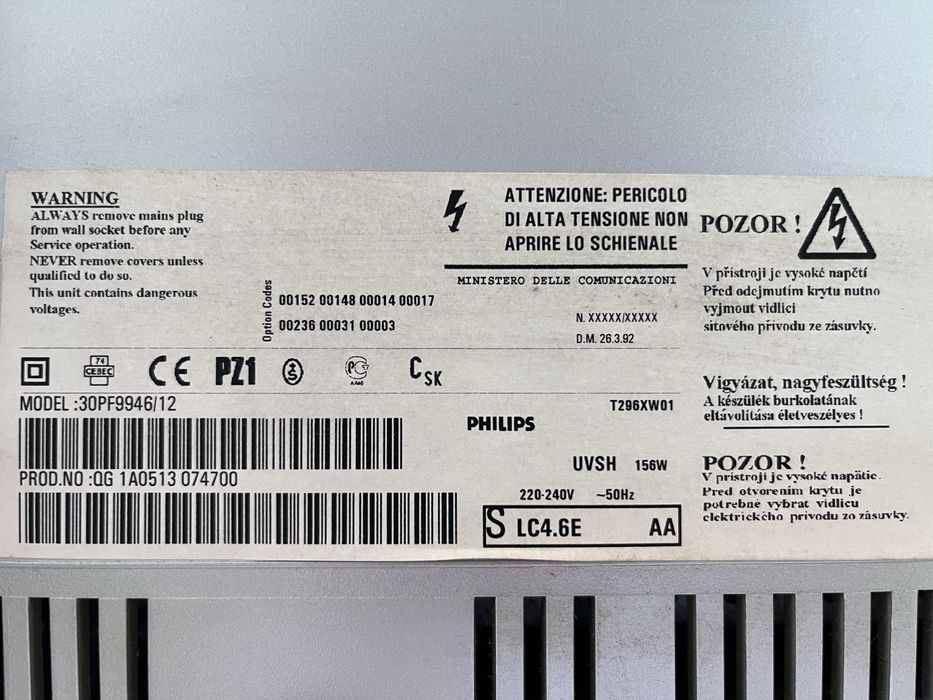 WARNING
ALWAYS remove mains plug
from wall socket before any
Service operation.
NEVER remove covers unless
qualified to do so.
This unit contains dangerous
voltages.
Option Codes
00152 00148 00014 00017
00236 00031 00003
ATTENZIONE: PERICOLO
DI ALTA TENSIONE NON
APRIRE LO SCHIENALE
MINISTERO DELLE COMUNICAZIONI
N. XXXXX/XXXXX
D.M. 26.3.92
POZOR !
V přístroji je vysoké napětí
Před odejmutím krytu nutno
vyjmout vidlici
síťového přívodu ze zásuvky.
74
CEBEC
CE
PZ1
S
PG
A460
CSK
MODEL :30PF9946/12
T296XW01
PHILIPS
PROD.NO :QG 1A0513 074700
UVSH 156W
220-240V ~50Hz
S LC4.6E AA
Vigyázat, nagyfeszültség !
A készülék burkolatának
eltávolítása életveszélyes !
POZOR !
V prístroji je vysoké napätie.
Pred otvorením krytu je
potrebné vybrat vidlicu
elektrického prívodu zo zásuvky.